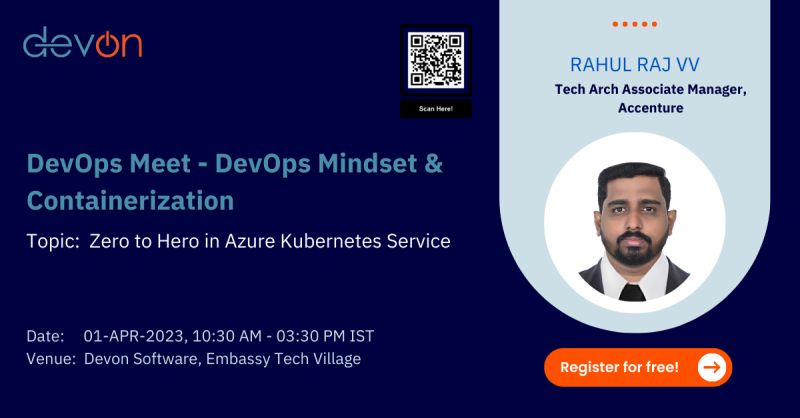 devon
Scan Here!
DevOps Meet - DevOps Mindset &
Containerization
Topic: Zero to Hero in Azure Kubernetes Service
Date: 01-APR-2023, 10:30 AM - 03:30 PM IST
Venue: Devon Software, Embassy Tech Village
RAHUL RAJ VV
Tech Arch Associate Manager,
Accenture
Register for free!